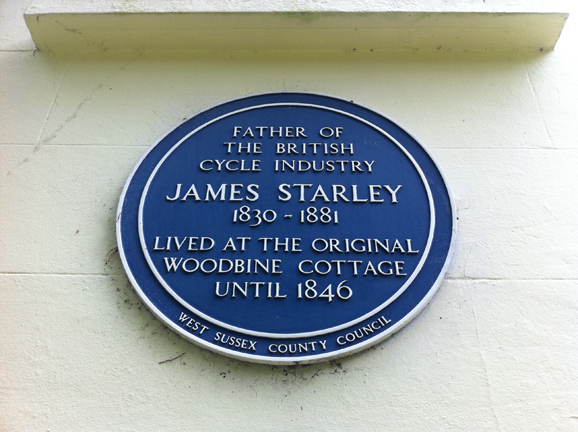 FATHER OF
THE BRITISH
CYCLE INDUSTRY
JAMES STARLEY
1830 - 1881
LIVED AT THE ORIGINAL
WOODBINE COTTAGE
UNTIL 1846
WEST SUSSEX COUNTY COUNCIL